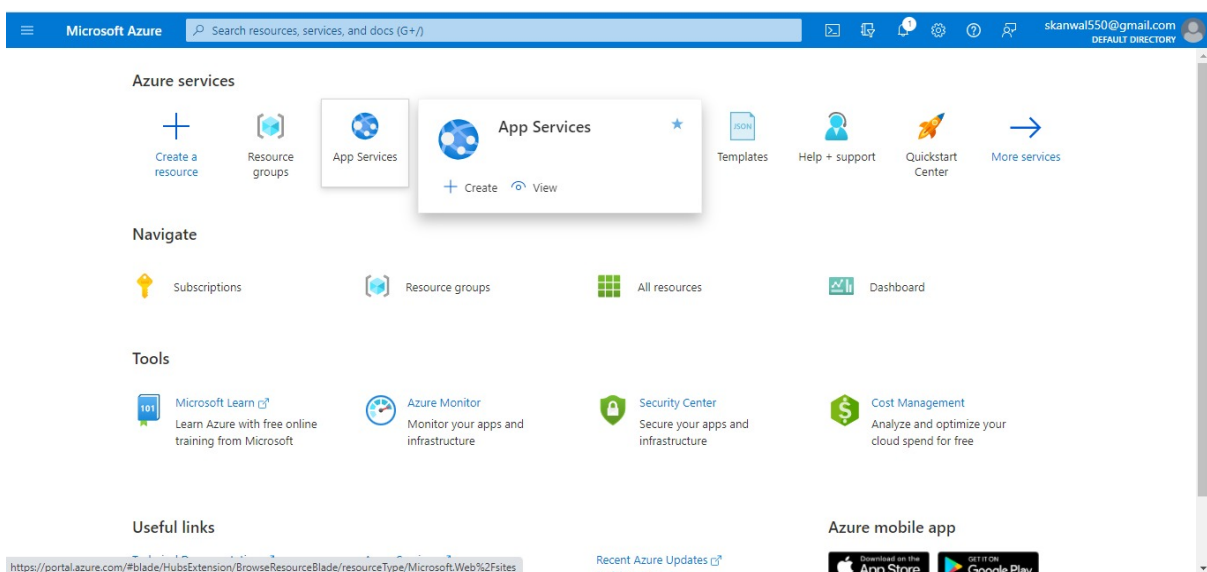 Microsoft Azure
Search resources, services, and docs (G+/)
1
skanwal550@gmail.com
DEFAULT DIRECTORY
Azure services
Create a
resource
Resource
groups
App Services
App Services
Create
View
JSON
Templates
Help + support
Quickstart
Center
More services
Navigate
Subscriptions
Resource groups
All resources
Dashboard
Tools
101
Microsoft Learn
Learn Azure with free online
training from Microsoft
Azure Monitor
Monitor your apps and
infrastructure
Security Center
Secure your apps and
infrastructure
$
Cost Management
Analyze and optimize your
cloud spend for free
Useful links
Azure mobile app
Recent Azure Updates
Download on the
App Store
GET IT ON
Google Play
https://portal.azure.com/#blade/HubsExtension/BrowseResourceBlade/resourceType/Microsoft.Web%2Fsites